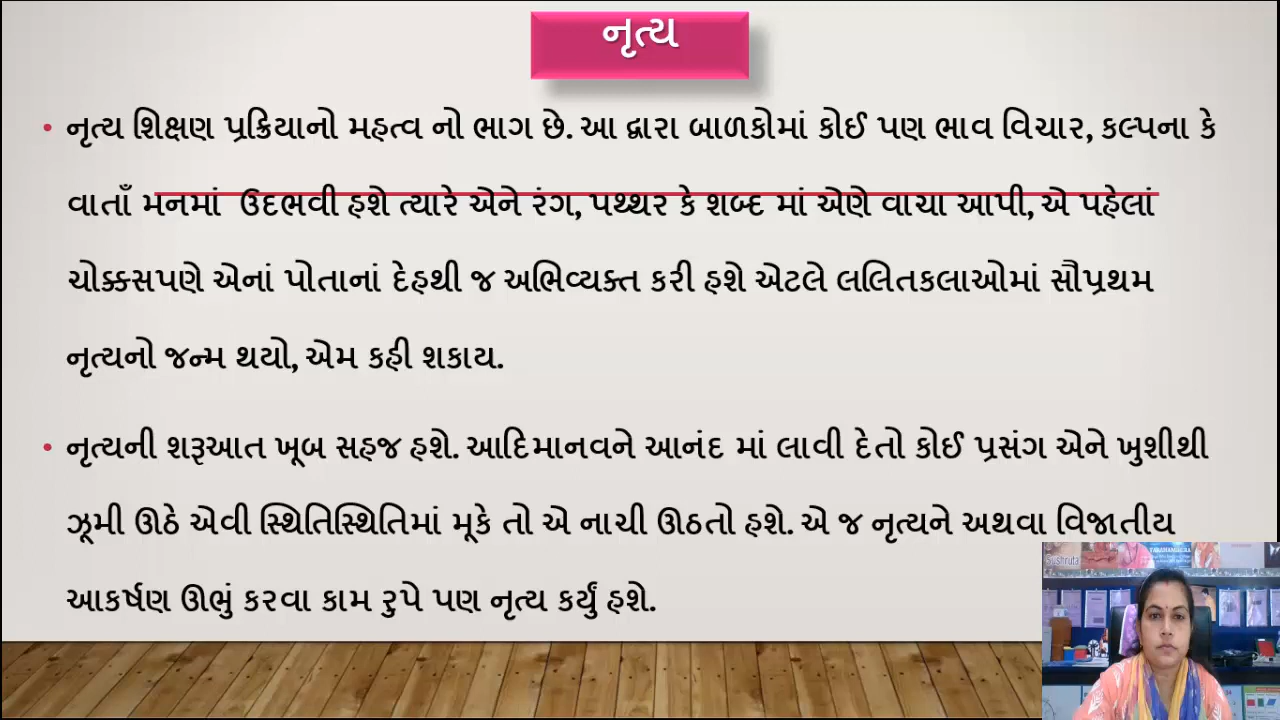 નૃત્ય
• નૃત્ય શિક્ષણ પ્રક્રિયાનો મહત્વ નો ભાગ છે. આ દ્વારા બાળકોમાં કોઈ પણ ભાવ વિચાર, કલ્પના કે
વાતાઁ મનમાં ઉદભવી હશે ત્યારે એને રંગ, પથ્થર કે શબ્દ માં એણે વાચા આપી, એ પહેલાં
ચોક્ક્સપણે એનાં પોતાનાં દેહથી જ અભિવ્યક્ત કરી હશે એટલે લલિતકલાઓમાં સૌપ્રથમ
નૃત્યનો જન્મ થયો, એમ કહી શકાય.
• નૃત્યની શરૂઆત ખૂબ સહજ હશે. આદિમાનવને આનંદ માં લાવી દેતો કોઈ પ્રસંગ એને ખુશીથી
ઝૂમી ઊઠે એવી સ્થિતિસ્થિતિમાં મૂકે તો એ નાચી ઊઠતો હશે. એ જ નૃત્યને અથવા વિજાતીય
આકર્ષણ ઊભું કરવા કામ રુપે પણ નૃત્ય કર્યું હશે.
Sushruta